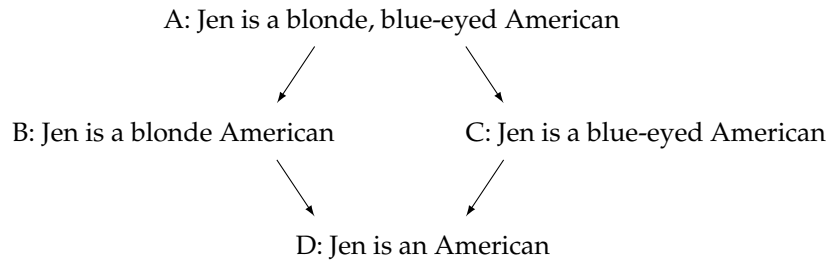 A: Jen is a blonde, blue-eyed American
B: Jen is a blonde American
C: Jen is a blue-eyed American
D: Jen is an American